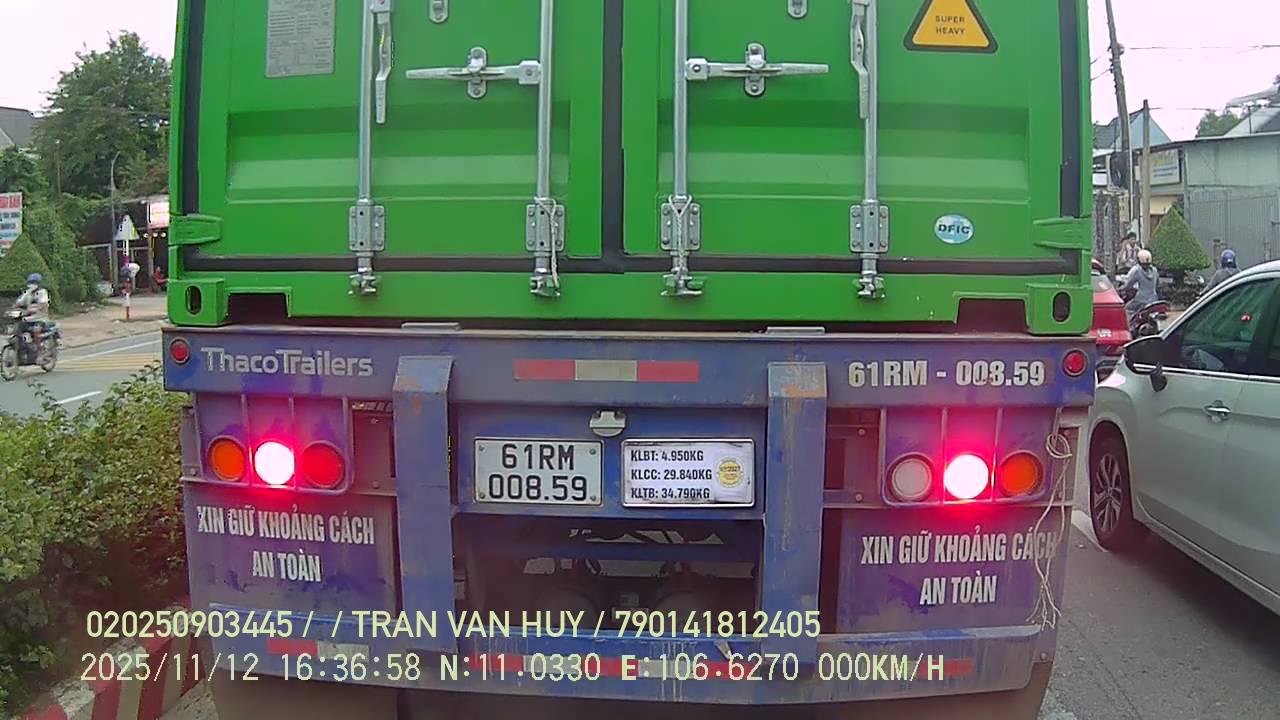 SUPER
HEAVY
DFIC
ThacoTrailers
61RM - 008.59
61RM
008.59
KLBT: 4.950KG
KLCC: 29.840KG
KLTB: 34.790KG
XIN GIỮ KHOẢNG CÁCH
AN TOÀN
XIN GIỮ KHOẢNG CÁCH
AN TOÀN
020250903445 / / TRAN VAN HUY / 790141812405
2025/11/12 16:36:58 N:11.0330 E:106.6270 000KM/H